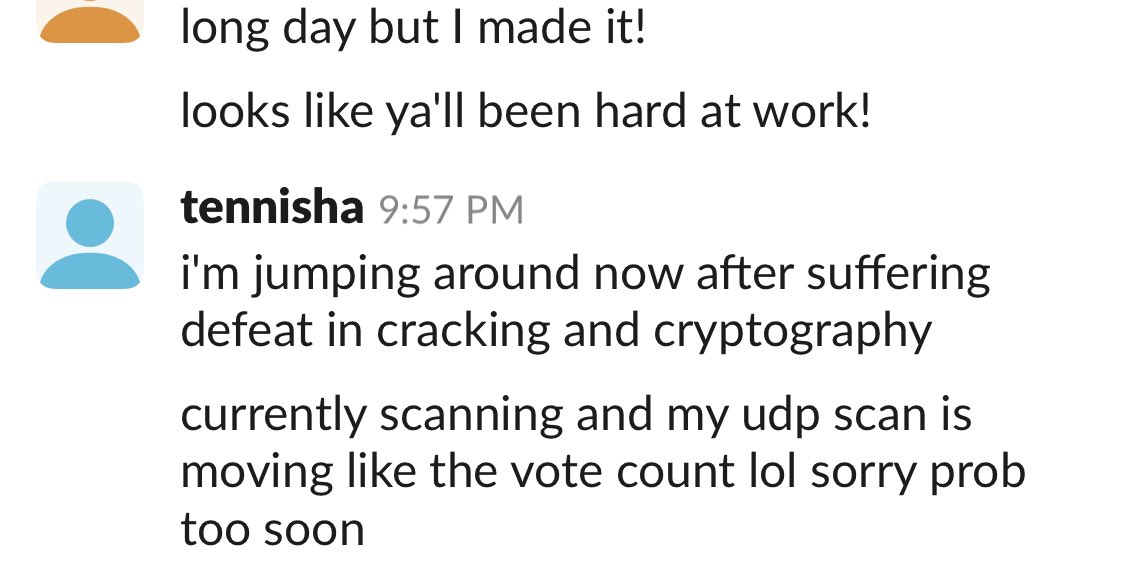 long day but I made it!
looks like ya'll been hard at work!
tennisha 9:57 PM
i'm jumping around now after suffering
defeat in cracking and cryptography
currently scanning and my udp scan is
moving like the vote count lol sorry prob
too soon